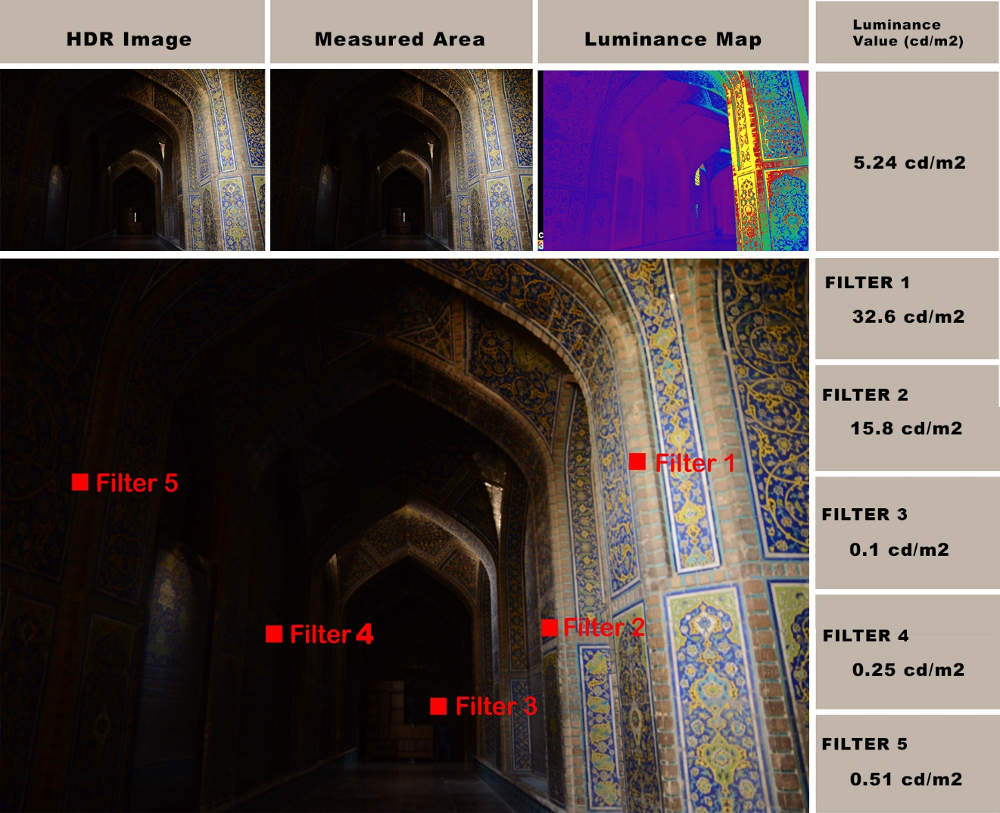 HDR Image
Measured Area
Luminance Map
Luminance
Value (cd/m2)
C
3
5.24 cd/m2
FILTER 1
32.6 cd/m2
FILTER 2
15.8 cd/m2
FILTER 3
0.1 cd/m2
FILTER 4
0.25 cd/m2
FILTER 5
0.51 cd/m2
Filter 1
Filter 5
Filter 2
Filter 4
Filter 3